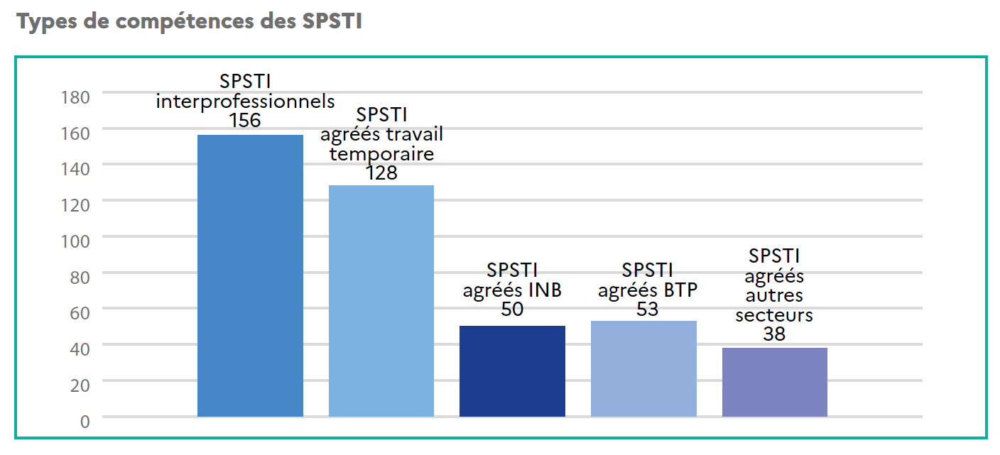 Types de compétences des SPSTI
180
160
140
120
100
80
60
40
20
0
SPSTI
interprofessionnels
156
SPSTI
agréés travail
temporaire
128
SPSTI
agréés INB
50
SPSTI
agréés BTP
53
SPSTI
agréés
autres
secteurs
38